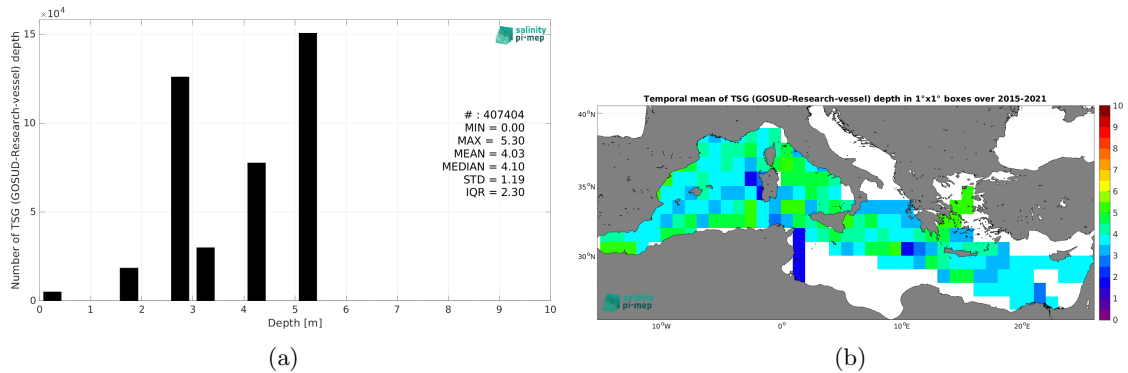 ×10⁴
15
10
5
0
Number of TSG (GOSUD-Research-vessel) depth
0 1 2 3 4 5 6 7 8 9 10
Depth [m]
salinity
pi-mep
# : 407404
MIN = 0.00
MAX = 5.30
MEAN = 4.03
MEDIAN = 4.10
STD = 1.19
IQR = 2.30
(a)
Temporal mean of TSG (GOSUD-Research-vessel) depth in 1°x1° boxes over 2015-2021
40°N
35°N
30°N
10°W 0° 10°E 20°E
salinity
pi-mep
10
9
8
7
6
5
4
3
2
1
0
(b)